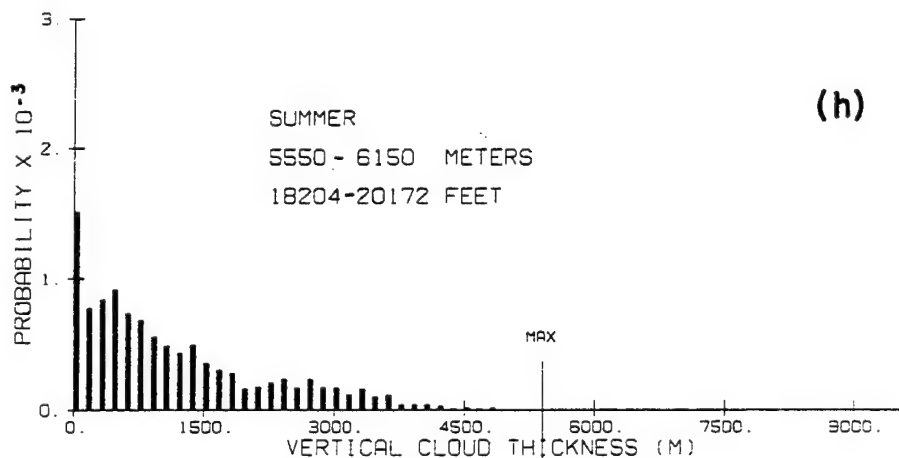 3.
2.
1.
0.
PROBABILITY X 10-3
(h)
SUMMER
5550 - 6150 METERS
18204-20172 FEET
MAX
0. 1500. 3000. 4500. 6000. 7500. 9000.
VERTICAL CLOUD THICKNESS (M)